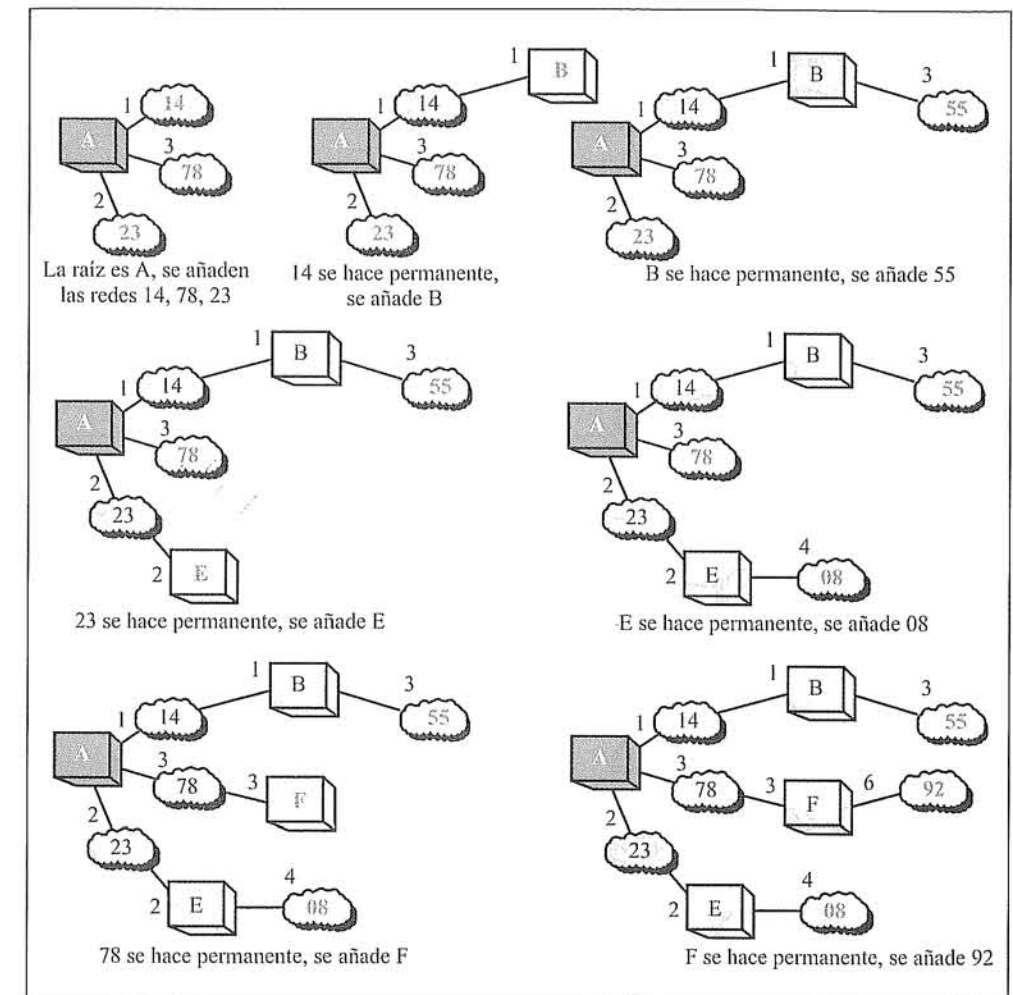 1
14
A
3
78
2
23
La raíz es A, se añaden
las redes 14, 78, 23
1
B
1
14
A
3
78
2
23
14 se hace permanente,
se añade B
1
B
3
55
1
14
A
3
78
2
23
B se hace permanente, se añade 55
1
B
3
55
1
14
A
3
78
2
23
2
E
23 se hace permanente, se añade E
1
B
3
55
1
14
A
3
78
2
23
2
E
4
08
E se hace permanente, se añade 08
1
B
3
55
1
14
A
3
78
3
F
2
23
2
E
4
08
78 se hace permanente, se añade F
1
B
3
55
1
14
A
3
78
3
F
6
92
2
23
2
E
4
08
F se hace permanente, se añade 92